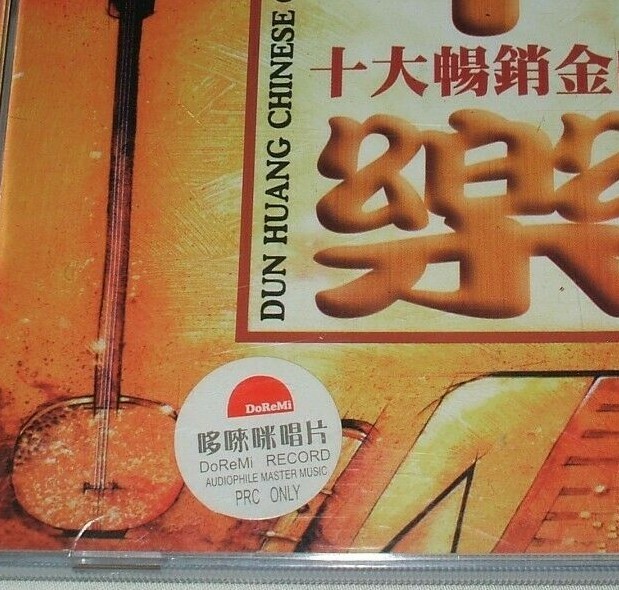 DUN HUANG CHINESE
十大暢銷金
樂
DoReMi
哆唻咪唱片
DoReMi RECORD
AUDIOPHILE MASTER MUSIC
PRC ONLY